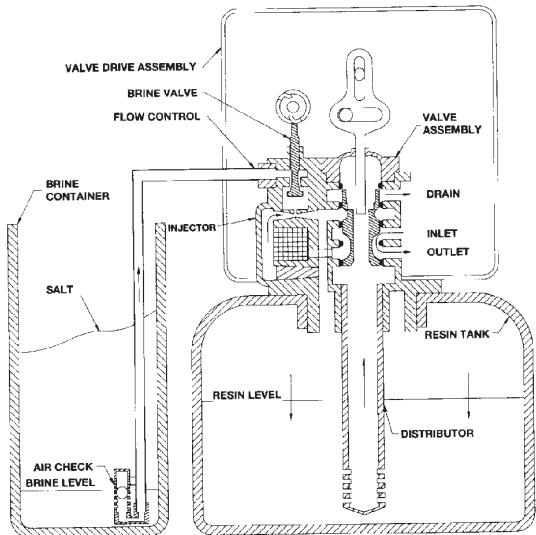 VALVE DRIVE ASSEMBLY
BRINE VALVE
FLOW CONTROL
VALVE
ASSEMBLY
BRINE
CONTAINER
DRAIN
INJECTOR
INLET
OUTLET
SALT
RESIN TANK
RESIN LEVEL
DISTRIBUTOR
AIR CHECK
BRINE LEVEL